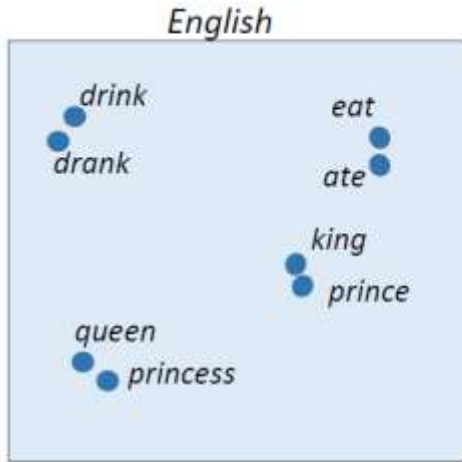 English
drink
eat
drank
ate
king
prince
queen
princess